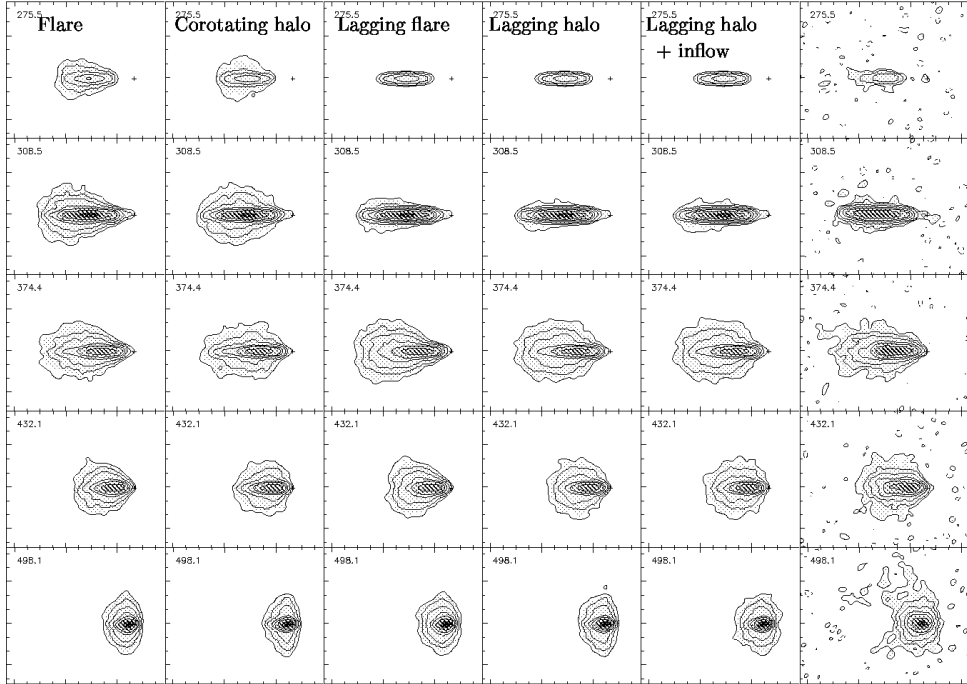 275.5 275.5 275.5 275.5 275.5 275.5
Flare Corotating halo Lagging flare Lagging halo Lagging halo
+ inflow
308.5 308.5 308.5 308.5 308.5 308.5
374.4 374.4 374.4 374.4 374.4 374.4
432.1 432.1 432.1 432.1 432.1 432.1
498.1 498.1 498.1 498.1 498.1 498.1